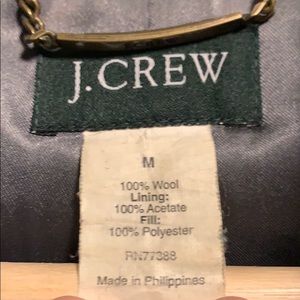 J.CREW
M
100% Wool
Lining:
100% Acetate
Fill:
100% Polyester
RN77388
Made in Philippines